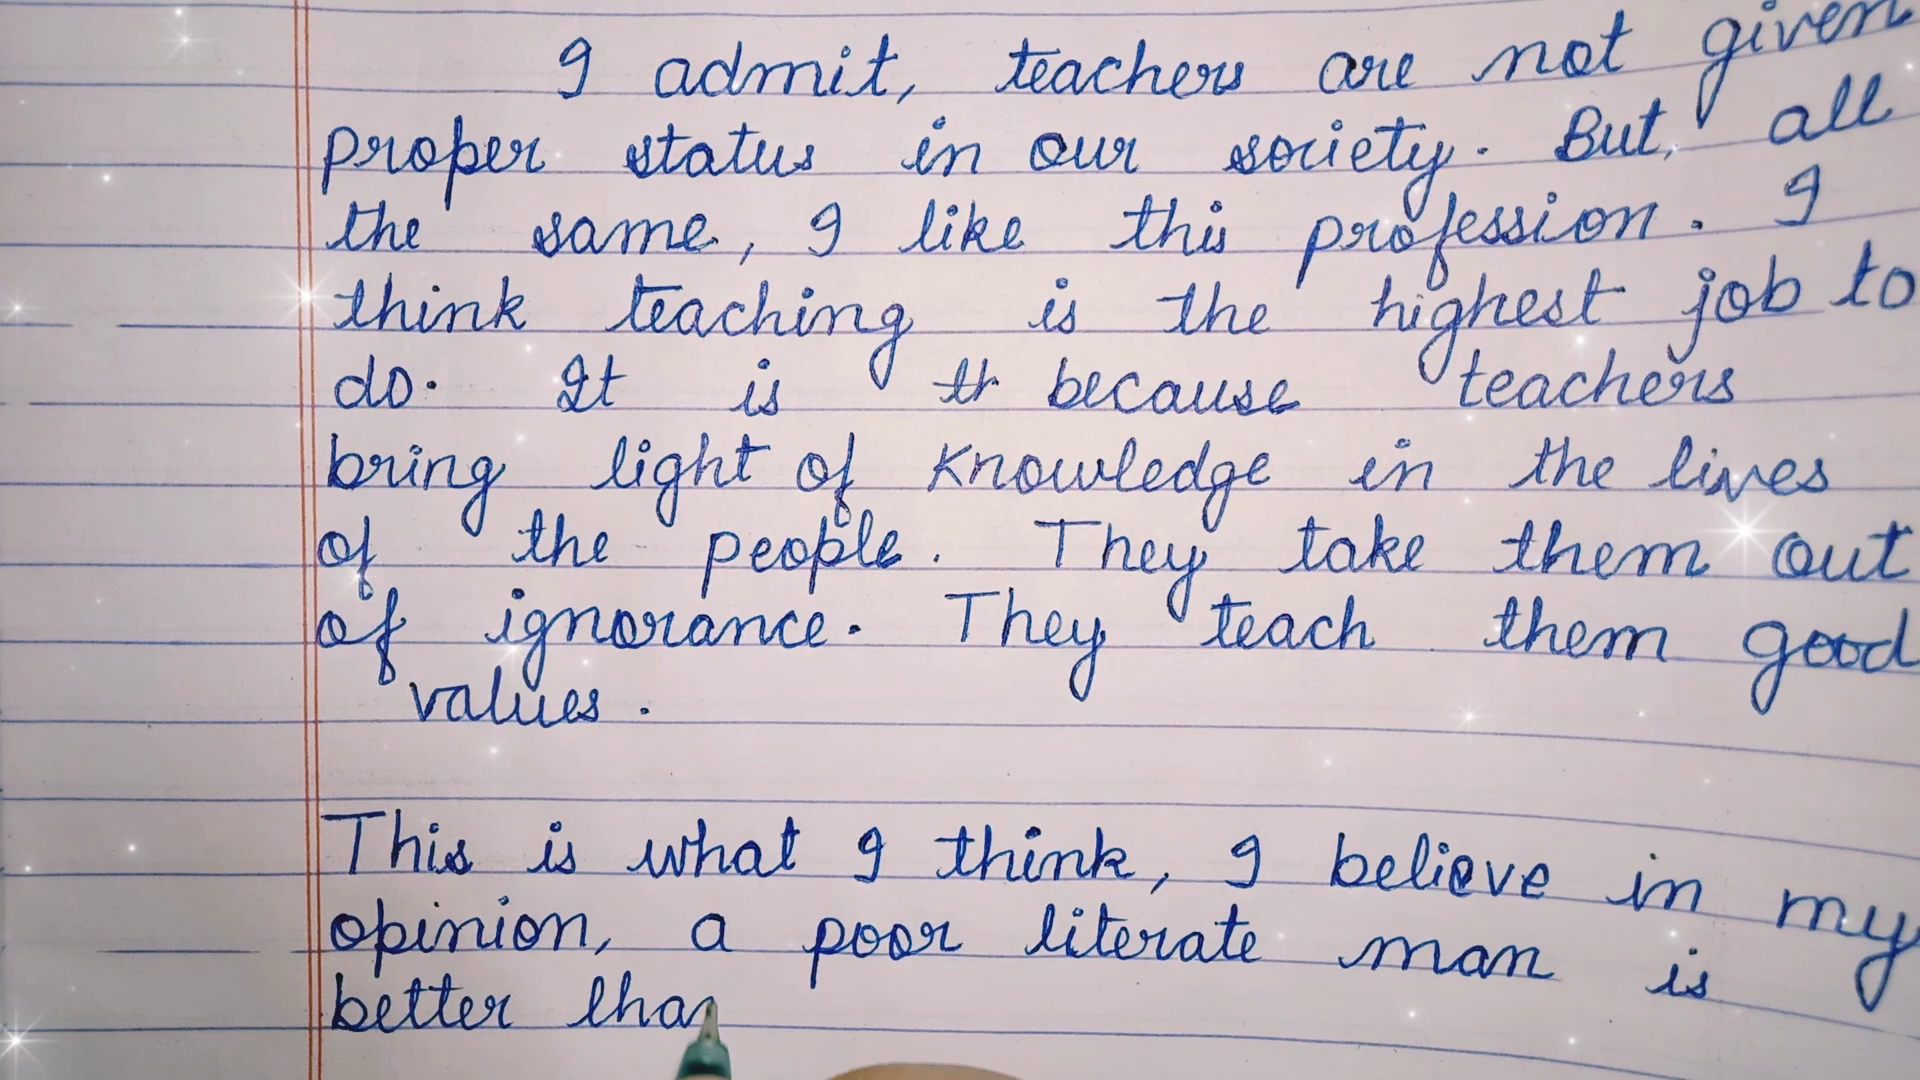 I admit, teachers are not given
proper status in our society. But, all
the same, I like this profession. I
think teaching is the highest job to
do. It is th because teachers
bring light of Knowledge in the lives
of the people. They take them out
of ignorance. They teach them good
values.
This is what I think, I believe in my
opinion, a poor literate man is
better than